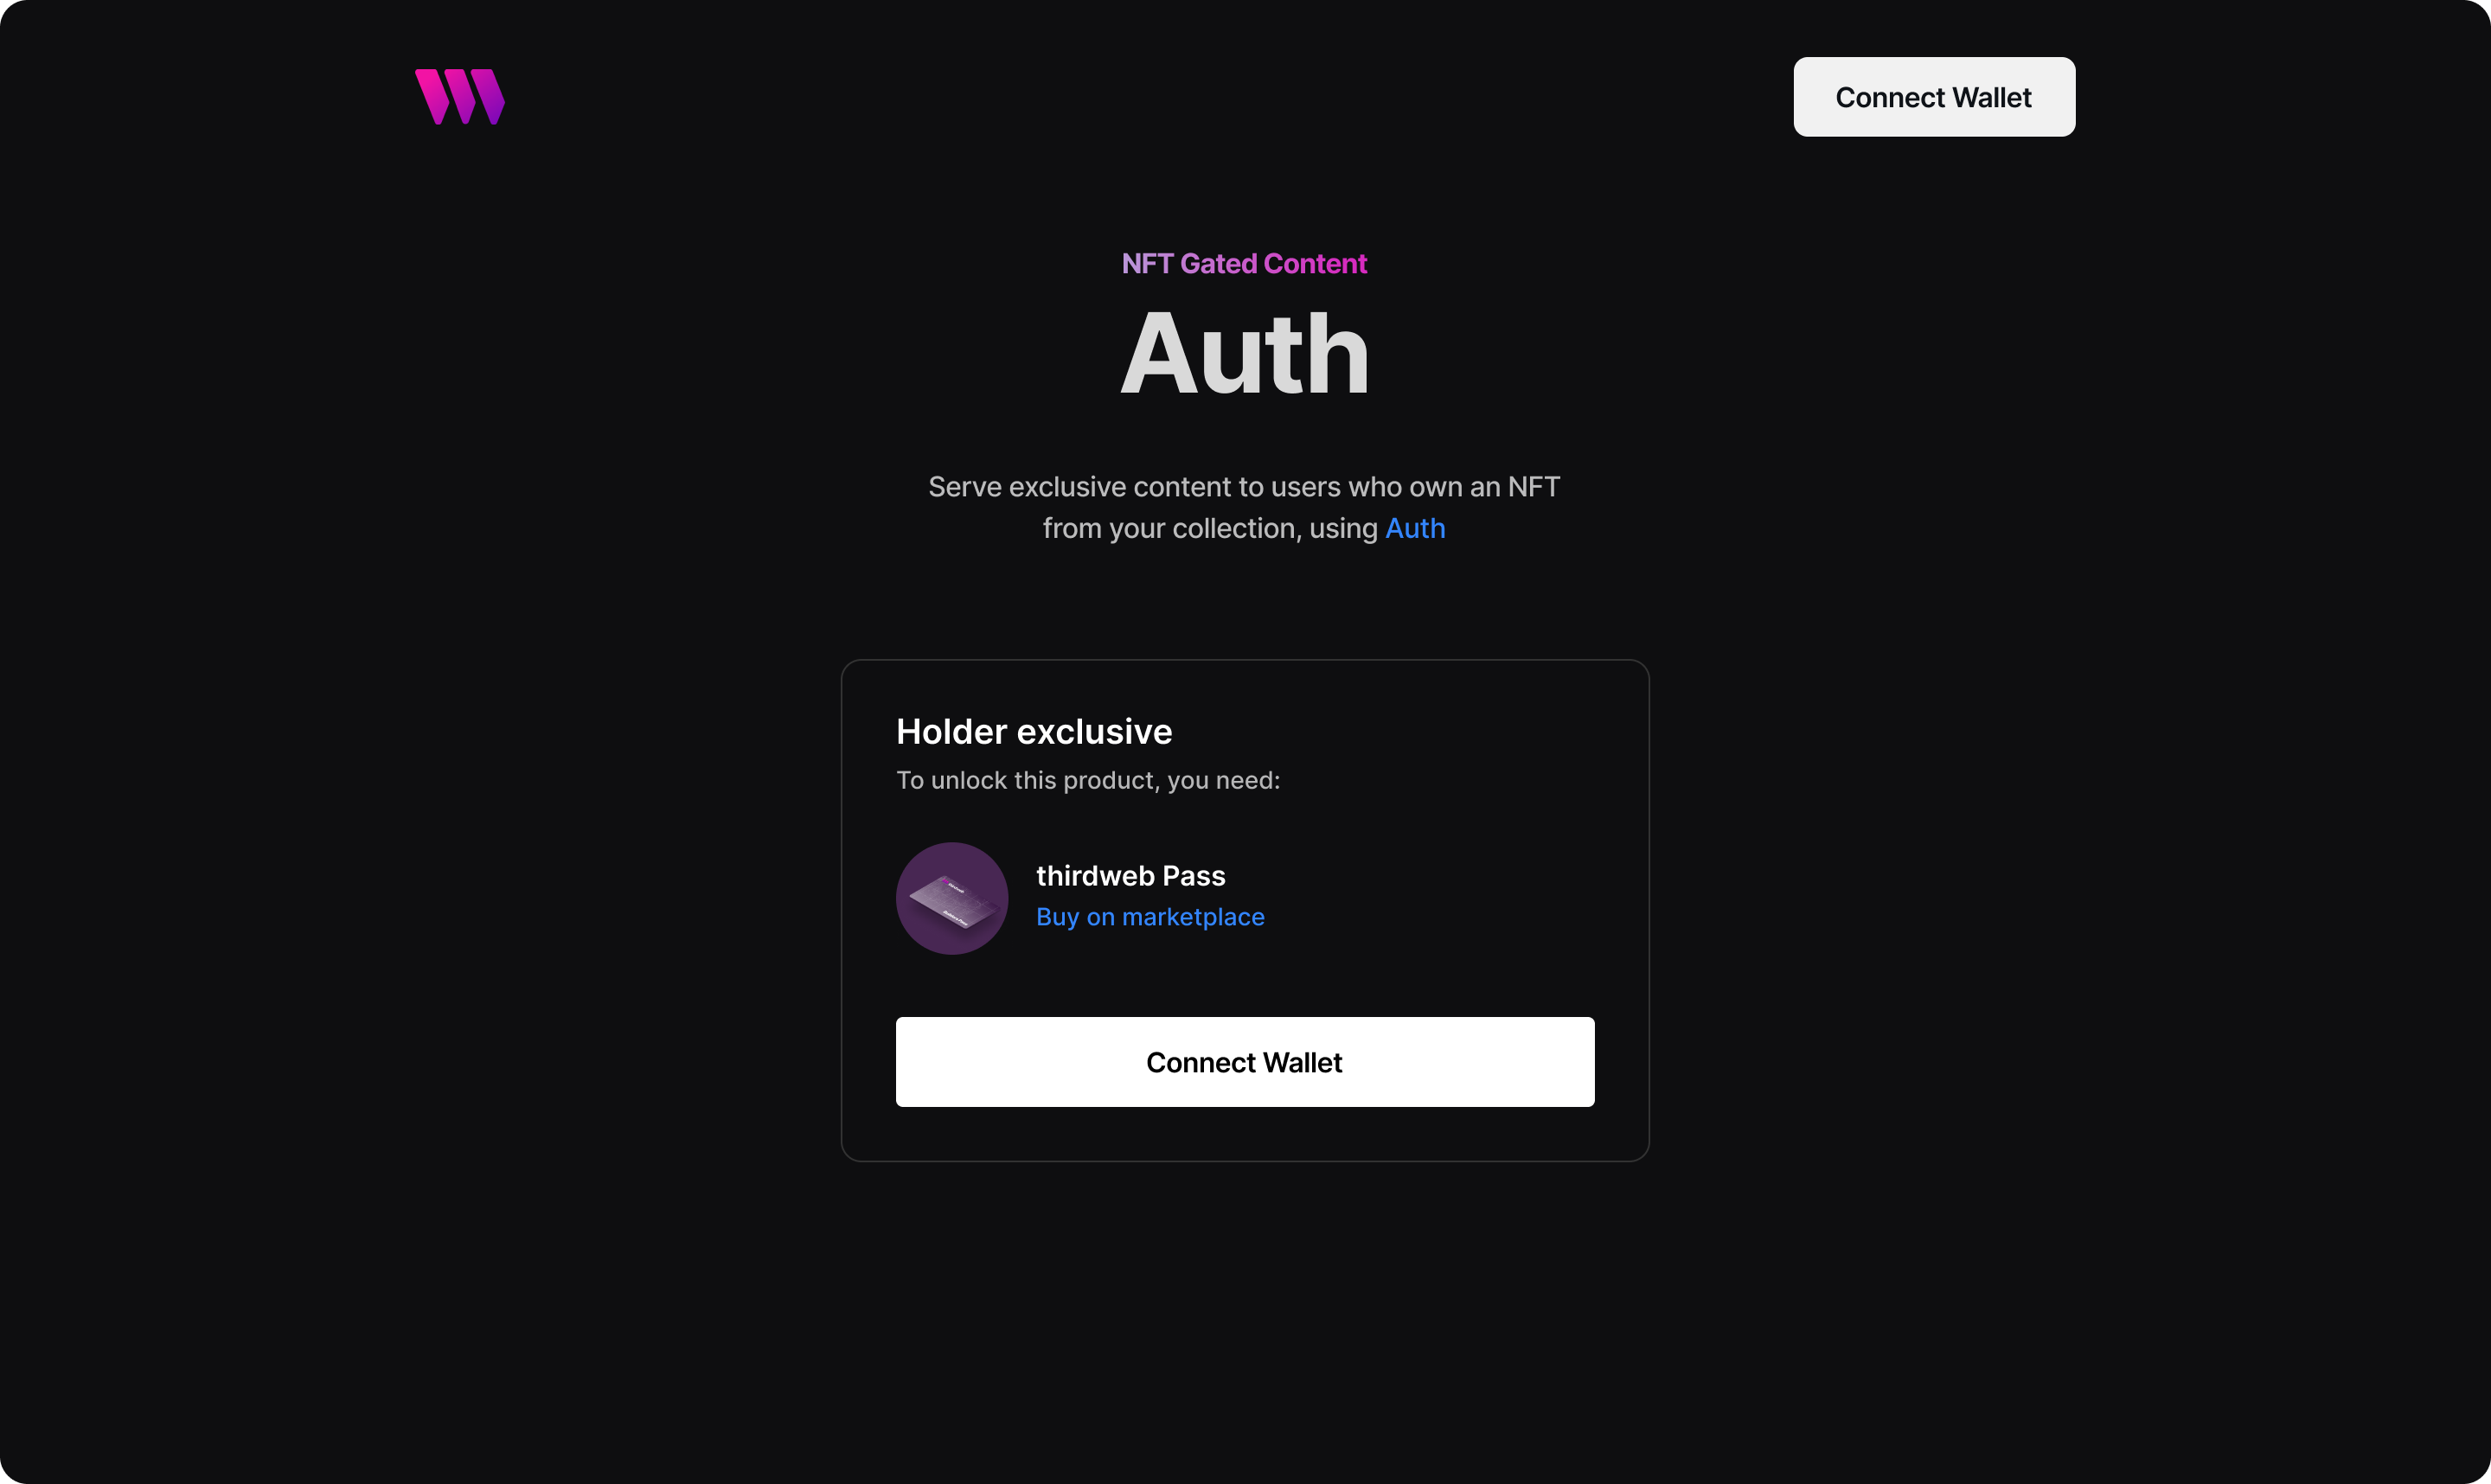 Connect Wallet
NFT Gated Content
Auth
Serve exclusive content to users who own an NFT
from your collection, using Auth
Holder exclusive
To unlock this product, you need:
thirdweb Pass
Buy on marketplace
Connect Wallet